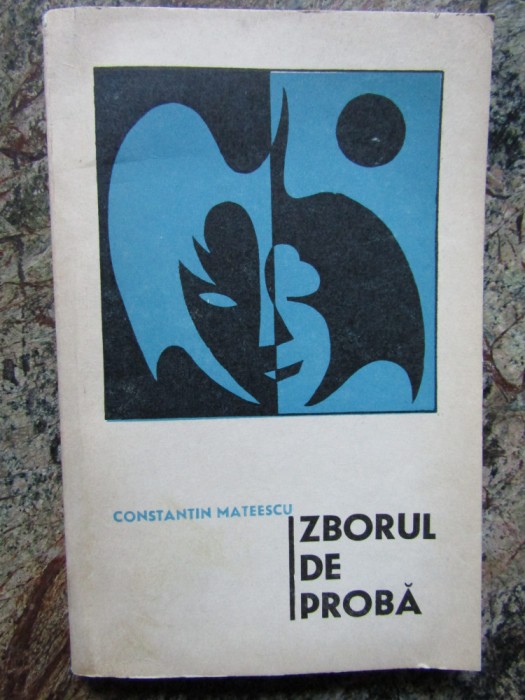 CONSTANTIN MATEESCU
ZBORUL
DE
PROBĂ